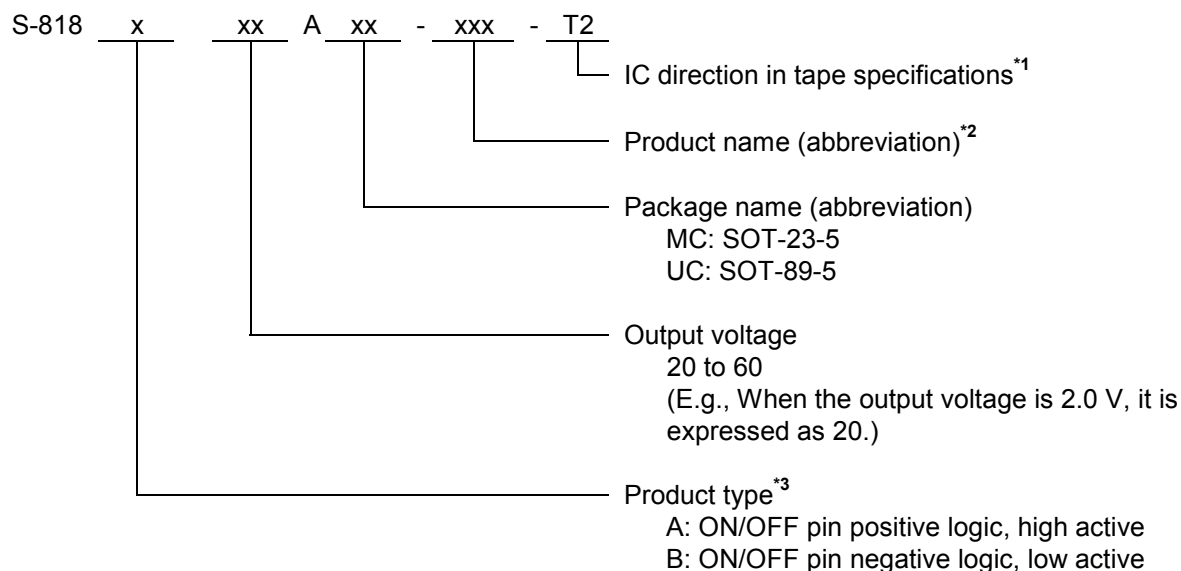 S-818 x xx A xx - xxx - T2
IC direction in tape specifications*1
Product name (abbreviation)*2
Package name (abbreviation)
MC: SOT-23-5
UC: SOT-89-5
Output voltage
20 to 60
(E.g., When the output voltage is 2.0 V, it is
expressed as 20.)
Product type*3
A: ON/OFF pin positive logic, high active
B: ON/OFF pin negative logic, low active